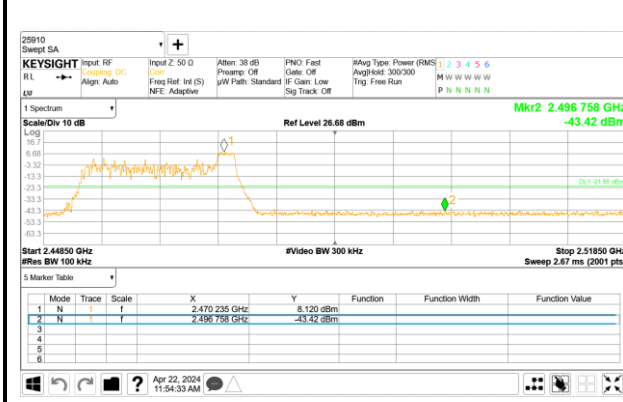 25910
Swept SA
KEYSIGHT Input: RF Input Z: 50 Ω Atten: 38 dB PNO: Fast #Avg Type: Power (RMS 1 2 3 4 5 6
RL Coupling: DC Corr Preamp: Off Gate: Off Avg|Hold: 300/300 M W W W W W
Align: Auto Freq Ref: Int (S) µW Path: Standard IF Gain: Low Trig: Free Run
NFE: Adaptive Sig Track: Off P N N N N N
1 Spectrum Mkr2 2.496 758 GHz
Scale/Div 10 dB Ref Level 26.68 dBm -43.42 dBm
Log
16.7
6.68
-3.32
-13.3
-23.3
-33.3
-43.3
-53.3
-63.3
1
DL1 -21.88 dBm
2
Start 2.44850 GHz #Video BW 300 kHz Stop 2.51850 GHz
#Res BW 100 kHz Sweep 2.67 ms (2001 pts
5 Marker Table
Mode Trace Scale X Y Function Function Width Function Value
1 N 1 f 2.470 235 GHz 8.120 dBm
2 N 1 f 2.496 758 GHz -43.42 dBm
3
4
5
6
Apr 22, 2024
11:54:33 AM